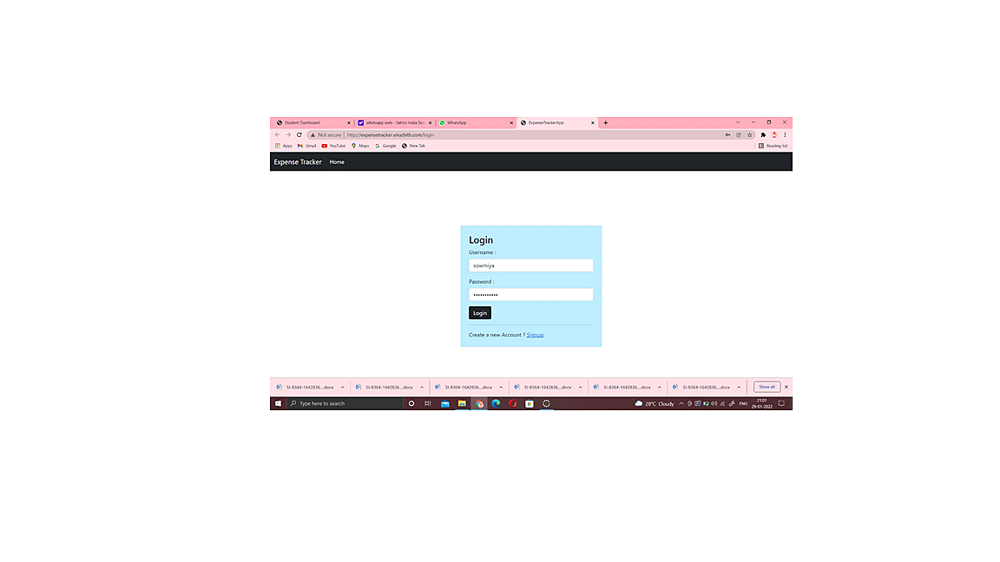 Student Dashboard whatsapp web - Yahoo India Sea WhatsApp ExpenseTrackerApp
Not secure | http://expensetracker.viruchith.com/login
Apps Gmail YouTube Maps Google New Tab Reading list
Expense Tracker Home
Login
Username :
sowmiya
Password :
•••••••••••
Login
Create a new Account ? Signup
SI-8364-1642836....docx SI-8364-1642836....docx SI-8364-1642836....docx SI-8364-1642836....docx SI-8364-1642836....docx SI-8364-1642836....docx Show all
Type here to search 28°C Cloudy ENG 21:01
29-01-2022